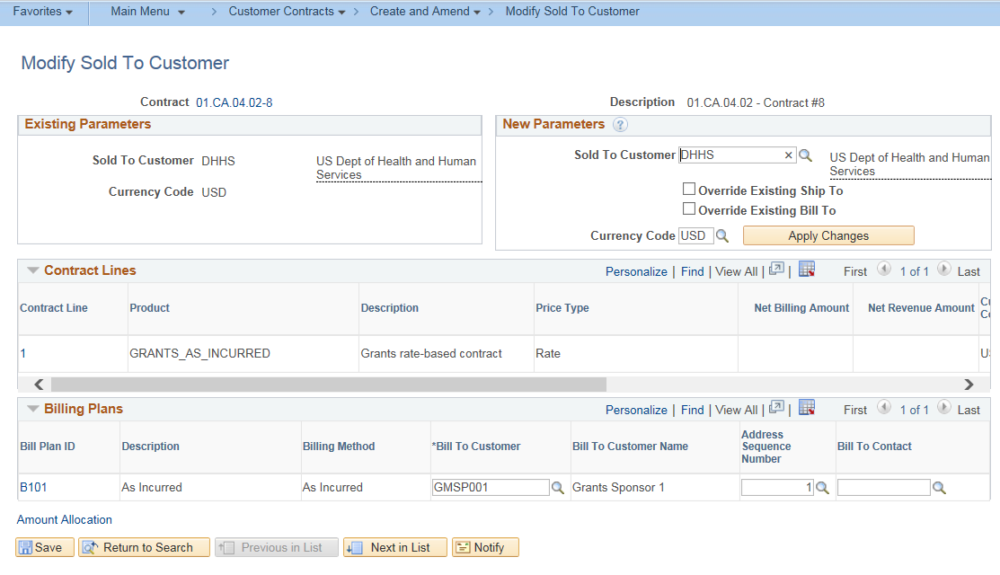 Favorites Main Menu > Customer Contracts > Create and Amend > Modify Sold To Customer
Modify Sold To Customer
Contract 01.CA.04.02-8 Description 01.CA.04.02 - Contract #8
Existing Parameters
Sold To Customer DHHS US Dept of Health and Human
Services
Currency Code USD
New Parameters ?
Sold To Customer DHHS × US Dept of Health and Human
Services
Override Existing Ship To
Override Existing Bill To
Currency Code USD Apply Changes
Contract Lines Personalize | Find | View All | | First 1 of 1 Last
Contract Line Product Description Price Type Net Billing Amount Net Revenue Amount
1 GRANTS_AS_INCURRED Grants rate-based contract Rate
Billing Plans Personalize | Find | View All | | First 1 of 1 Last
Bill Plan ID Description Billing Method *Bill To Customer Bill To Customer Name Address Sequence Number Bill To Contact
B101 As Incurred As Incurred GMSP001 Grants Sponsor 1 1
Amount Allocation
Save Return to Search Previous in List Next in List Notify